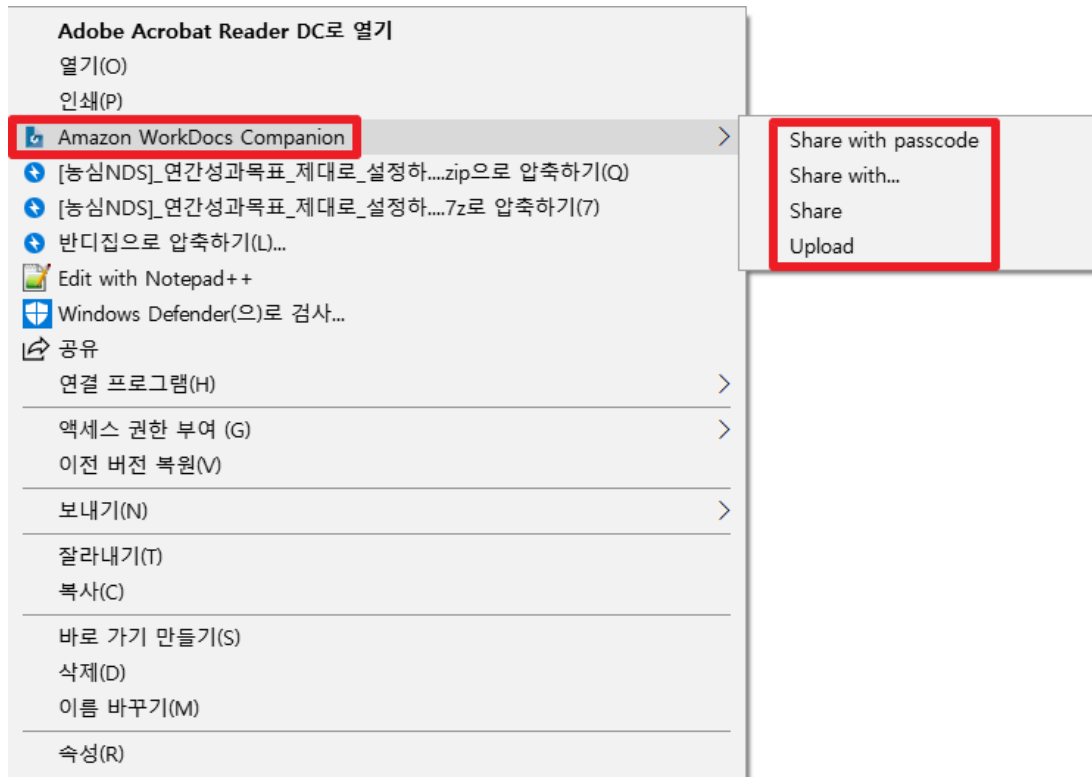 Adobe Acrobat Reader DC로 열기
열기(O)
인쇄(P)
Amazon WorkDocs Companion
[농심NDS]_연간성과목표_제대로_설정하....zip으로 압축하기(Q)
[농심NDS]_연간성과목표_제대로_설정하....7z로 압축하기(7)
반디집으로 압축하기(L)...
Edit with Notepad++
Windows Defender(으)로 검사...
공유
연결 프로그램(H)
액세스 권한 부여 (G)
이전 버전 복원(V)
보내기(N)
잘라내기(T)
복사(C)
바로 가기 만들기(S)
삭제(D)
이름 바꾸기(M)
속성(R)
Share with passcode
Share with...
Share
Upload